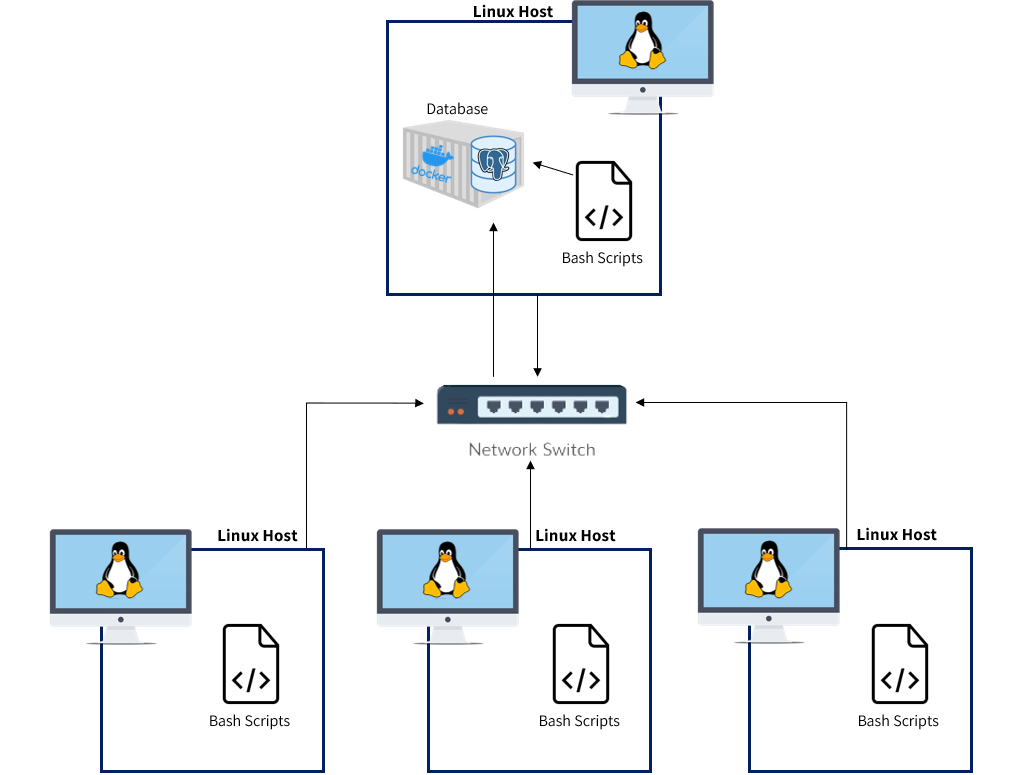 Linux Host
Database
docker
</>
Bash Scripts
Network Switch
Linux Host
Linux Host
Linux Host
</>
</>
</>
Bash Scripts
Bash Scripts
Bash Scripts